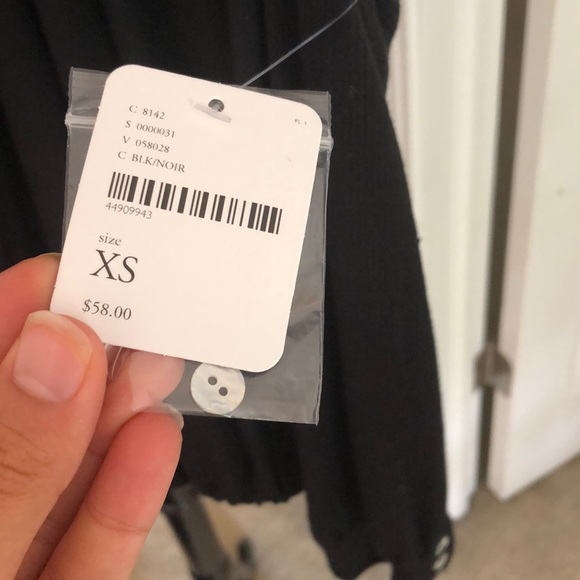 C 8142
S 0000031
V 058028
C BLK/NOIR
44909943
size
XS
$58.00